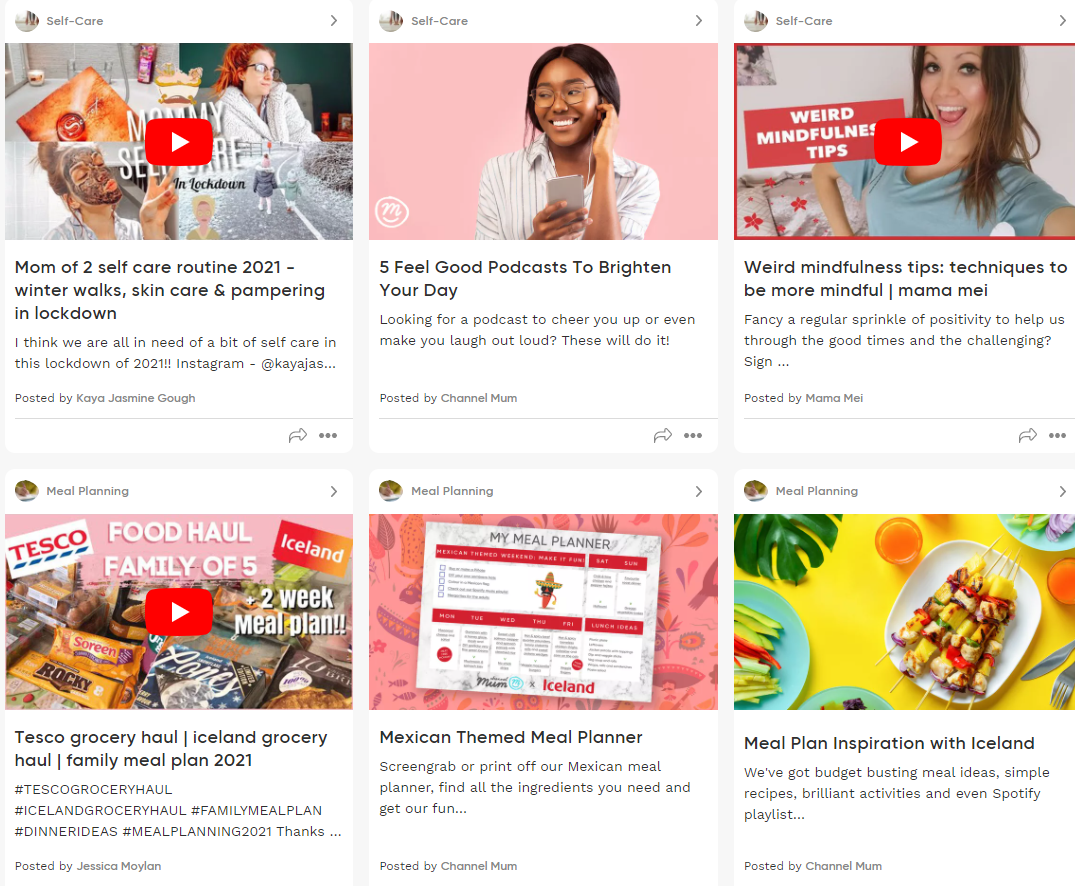 Self-Care
MOMMY
SELF CARE
In Lockdown
Mom of 2 self care routine 2021 -
winter walks, skin care & pampering
in lockdown
I think we are all in need of a bit of self care in
this lockdown of 2021!! Instagram - @kayajas...
Posted by Kaya Jasmine Gough
Self-Care
m
5 Feel Good Podcasts To Brighten
Your Day
Looking for a podcast to cheer you up or even
make you laugh out loud? These will do it!
Posted by Channel Mum
Self-Care
WEIRD
MINDFULNES
TIPS
Weird mindfulness tips: techniques to
be more mindful | mama mei
Fancy a regular sprinkle of positivity to help us
through the good times and the challenging?
Sign ...
Posted by Mama Mei
Meal Planning
TESCO
FOOD HAUL
FAMILY OF 5
Iceland
+ 2 week
Meal plan!!
Soreen
ROCKY
Tesco grocery haul | iceland grocery
haul | family meal plan 2021
#TESCOGROCERYHAUL
#ICELANDGROCERYHAUL #FAMILYMEALPLAN
#DINNERIDEAS #MEALPLANNING2021 Thanks ...
Posted by Jessica Moylan
Meal Planning
MY MEAL PLANNER
MEXICAN THEMED WEEKEND: MAKE IT FUN!
SAT SUN
MON TUE WED THU FRI LUNCH IDEAS
channel mum x Iceland
Mexican Themed Meal Planner
Screengrab or print off our Mexican meal
planner, find all the ingredients you need and
get our fun...
Posted by Channel Mum
Meal Planning
Meal Plan Inspiration with Iceland
We've got budget busting meal ideas, simple
recipes, brilliant activities and even Spotify
playlist...
Posted by Channel Mum